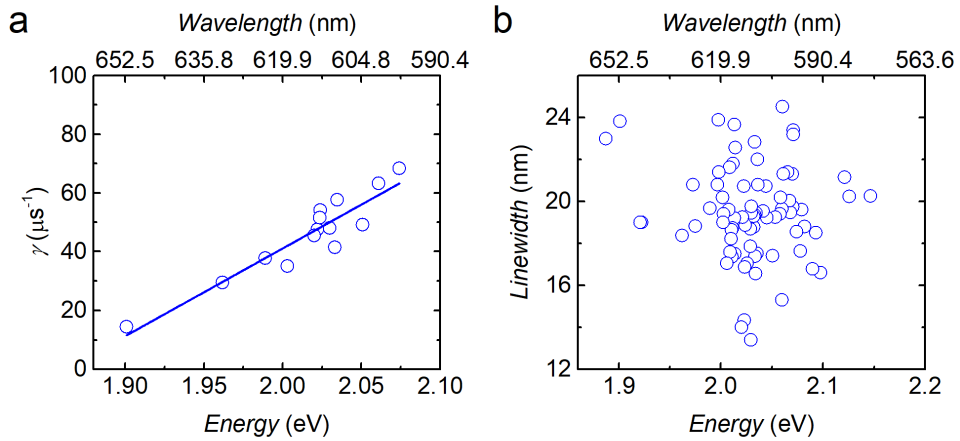 a
Wavelength (nm)
652.5 635.8 619.9 604.8 590.4
100
80
60
40
20
0
γ (μs⁻¹)
1.90 1.95 2.00 2.05 2.10
Energy (eV)
b
Wavelength (nm)
652.5 619.9 590.4 563.6
24
20
16
12
Linewidth (nm)
1.9 2.0 2.1 2.2
Energy (eV)